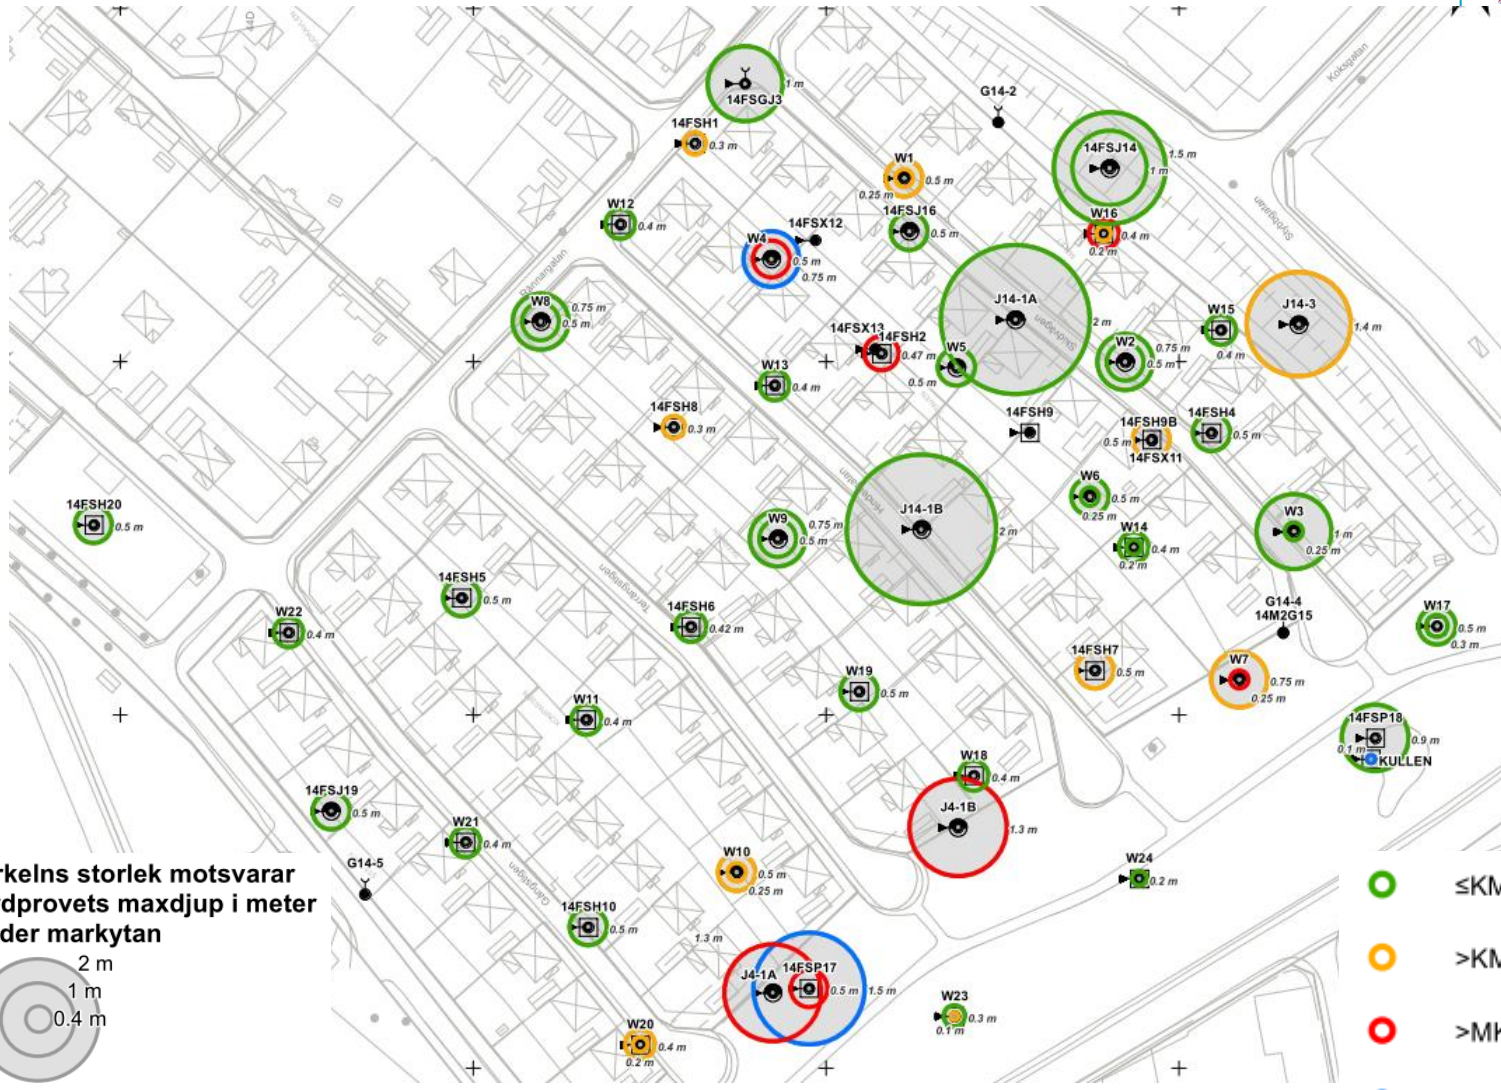 44D
Koksgatan
1 m
14FSGJ3
G14-2
14FSH1
0.3 m
14FSJ14
1.5 m
1 m
W1
0.5 m
0.25 m
W12
0.4 m
14FSJ16
0.5 m
W16
0.4 m
0.2 m
Styöbgatan
14FSX12
W4
0.5 m
0.75 m
Rännargatan
W8
0.75 m
0.5 m
J14-1A
2 m
W15
0.4 m
J14-3
1.4 m
14FSX13
14FSH2
0.47 m
W5
0.5 m
W2
0.75 m
0.5 m
W13
0.4 m
14FSH8
0.3 m
14FSH9
14FSH9B
0.5 m
14FSX11
14FSH4
0.5 m
W6
0.5 m
0.25 m
14FSH20
0.5 m
W9
0.75 m
0.5 m
J14-1B
2 m
W3
1 m
0.25 m
W14
0.4 m
0.2 m
14FSH5
0.5 m
Terrängstigen
14FSH6
0.42 m
W22
0.4 m
G14-4
14M2G15
W17
0.5 m
0.3 m
14FSH7
0.5 m
W7
0.75 m
0.25 m
W19
0.5 m
W11
0.4 m
14FSP18
0.9 m
0.1 m
KULLEN
W18
0.4 m
14FSJ19
0.5 m
J4-1B
1.3 m
W21
0.4 m
W10
0.5 m
0.25 m
G14-5
W24
0.2 m
Gångstigen
14FSH10
0.5 m
1.3 m
J4-1A
14FSP17
0.5 m
1.5 m
W23
0.3 m
0.1 m
W20
0.4 m
0.2 m
rkelns storlek motsvarar
rdprovets maxdjup i meter
der markytan
2 m
1 m
0.4 m
≤KM
>KM
>MK